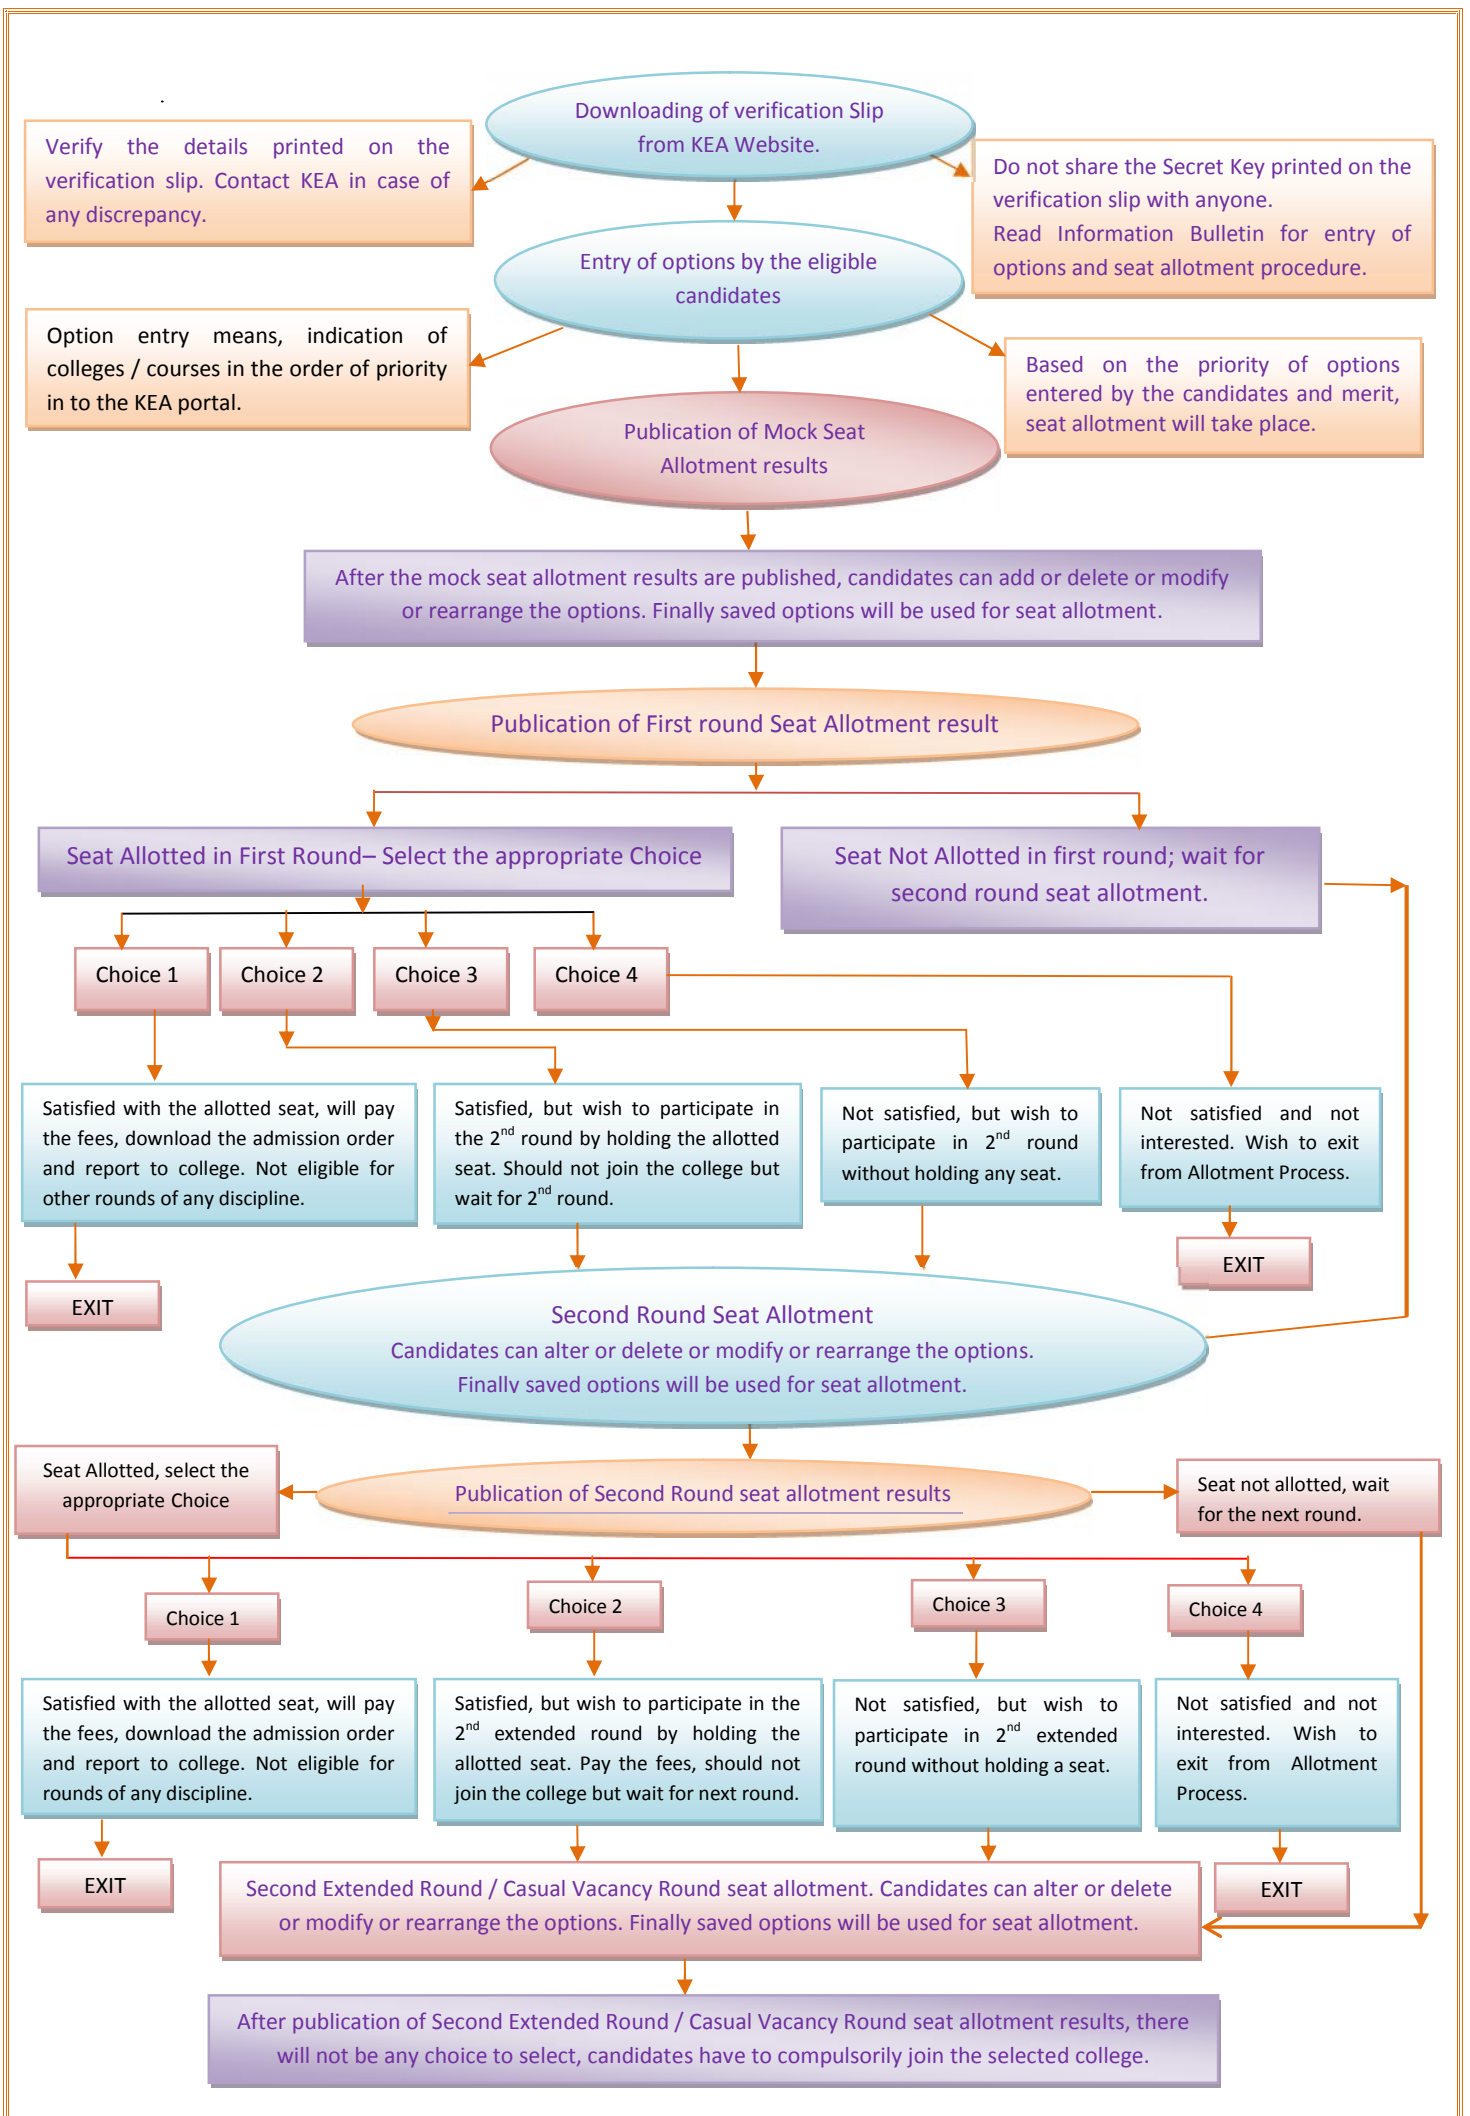 Downloading of verification Slip
from KEA Website.
Verify the details printed on the
verification slip. Contact KEA in case of
any discrepancy.
Do not share the Secret Key printed on the
verification slip with anyone.
Read Information Bulletin for entry of
options and seat allotment procedure.
Entry of options by the eligible
candidates
Option entry means, indication of
colleges / courses in the order of priority
in to the KEA portal.
Based on the priority of options
entered by the candidates and merit,
seat allotment will take place.
Publication of Mock Seat
Allotment results
After the mock seat allotment results are published, candidates can add or delete or modify
or rearrange the options. Finally saved options will be used for seat allotment.
Publication of First round Seat Allotment result
Seat Allotted in First Round– Select the appropriate Choice
Seat Not Allotted in first round; wait for
second round seat allotment.
Choice 1
Choice 2
Choice 3
Choice 4
Satisfied with the allotted seat, will pay
the fees, download the admission order
and report to college. Not eligible for
other rounds of any discipline.
Satisfied, but wish to participate in
the 2nd round by holding the allotted
seat. Should not join the college but
wait for 2nd round.
Not satisfied, but wish to
participate in 2nd round
without holding any seat.
Not satisfied and not
interested. Wish to exit
from Allotment Process.
EXIT
EXIT
Second Round Seat Allotment
Candidates can alter or delete or modify or rearrange the options.
Finally saved options will be used for seat allotment.
Seat Allotted, select the
appropriate Choice
Publication of Second Round seat allotment results
Seat not allotted, wait
for the next round.
Choice 1
Choice 2
Choice 3
Choice 4
Satisfied with the allotted seat, will pay
the fees, download the admission order
and report to college. Not eligible for
rounds of any discipline.
Satisfied, but wish to participate in the
2nd extended round by holding the
allotted seat. Pay the fees, should not
join the college but wait for next round.
Not satisfied, but wish to
participate in 2nd extended
round without holding a seat.
Not satisfied and not
interested. Wish to
exit from Allotment
Process.
EXIT
EXIT
Second Extended Round / Casual Vacancy Round seat allotment. Candidates can alter or delete
or modify or rearrange the options. Finally saved options will be used for seat allotment.
After publication of Second Extended Round / Casual Vacancy Round seat allotment results, there
will not be any choice to select, candidates have to compulsorily join the selected college.